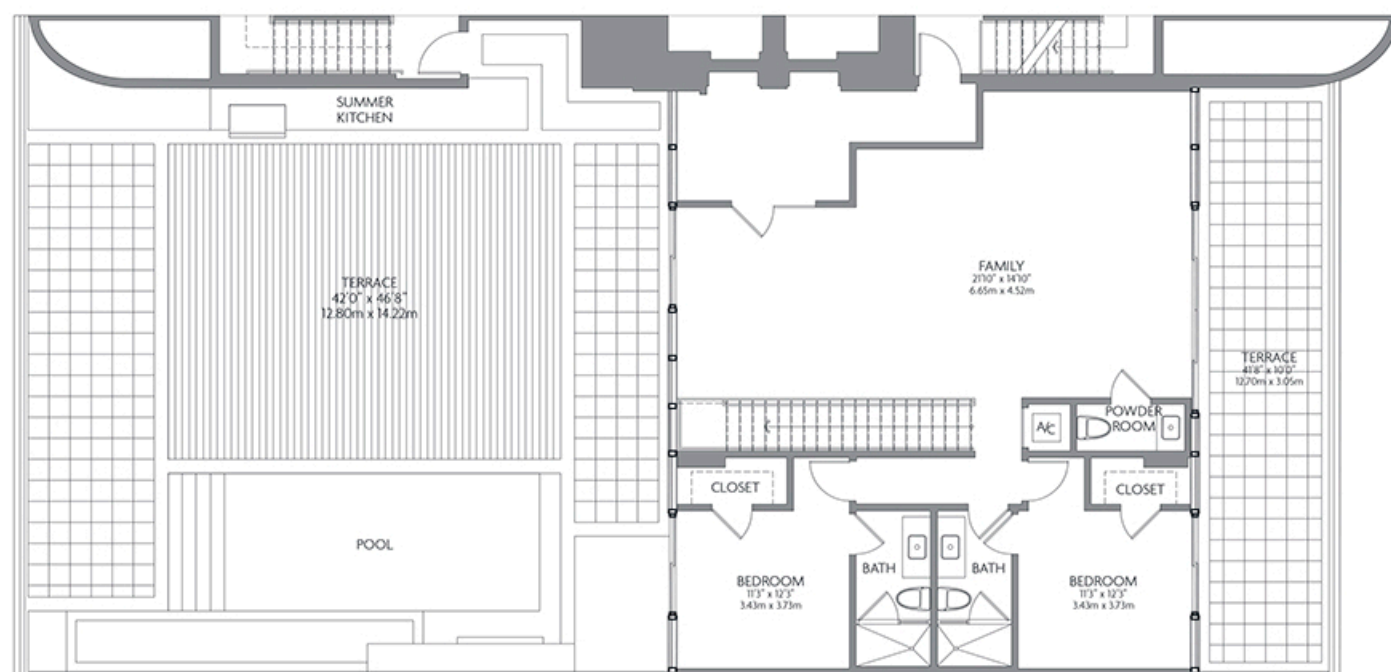 SUMMER
KITCHEN
TERRACE
42'0" x 46'8"
12.80m x 14.22m
FAMILY
21'10" x 14'10"
6.65m x 4.52m
TERRACE
41'8" x 10'0"
12.70m x 3.05m
POWDER
ROOM
A/C
CLOSET
CLOSET
POOL
BATH
BATH
BEDROOM
11'3" x 12'3"
3.43m x 3.73m
BEDROOM
11'3" x 12'3"
3.43m x 3.73m